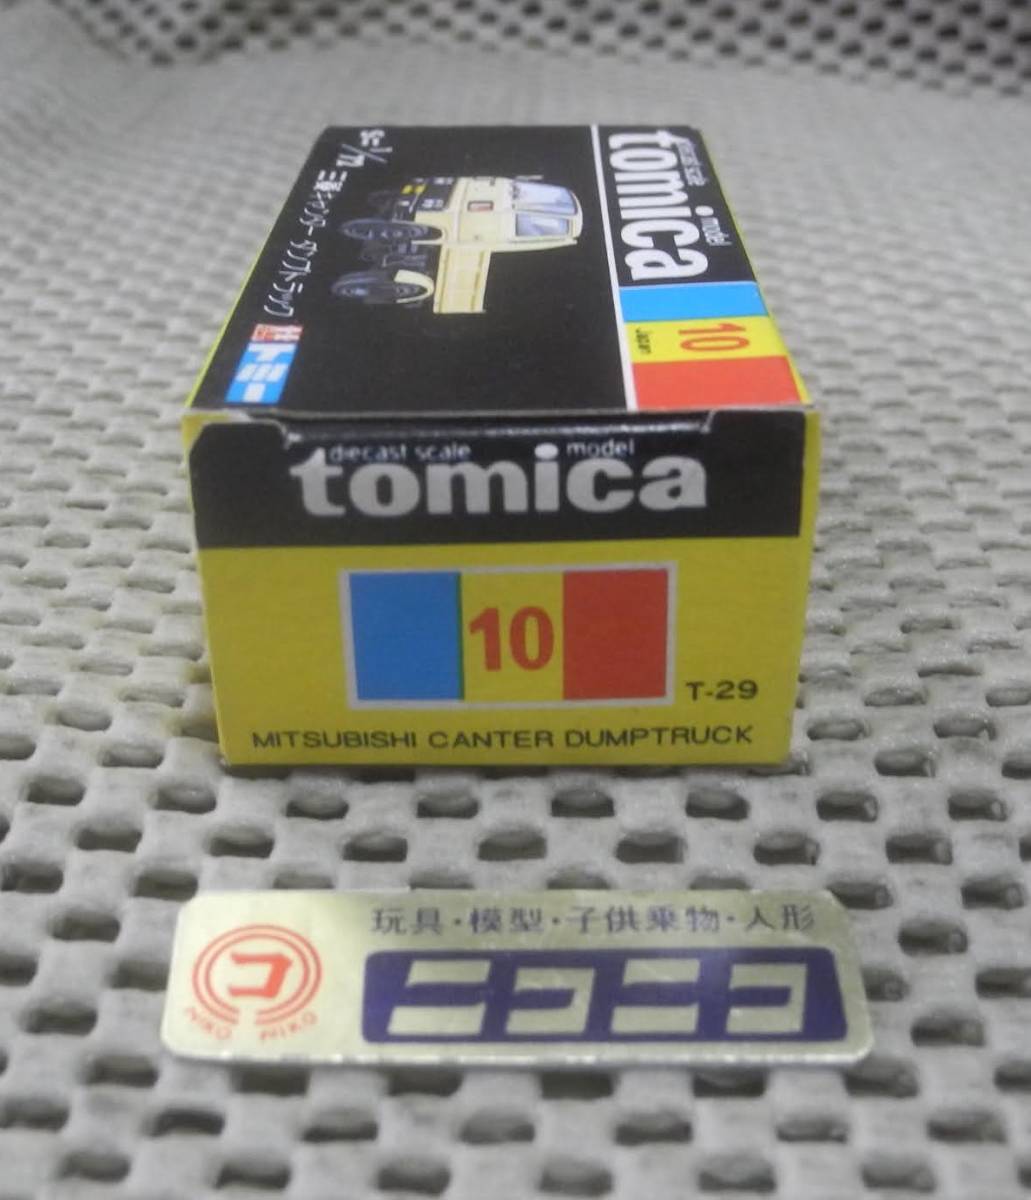 diecast scale model
tomica
10
Japan
S=1/72 三菱キャンター ダンプトラック
トミー
diecast scale model
tomica
10
T-29
MITSUBISHI CANTER DUMPTRUCK
玩具・模型・子供乗物・人形
コ
ニコニコ
NIKO NIKO